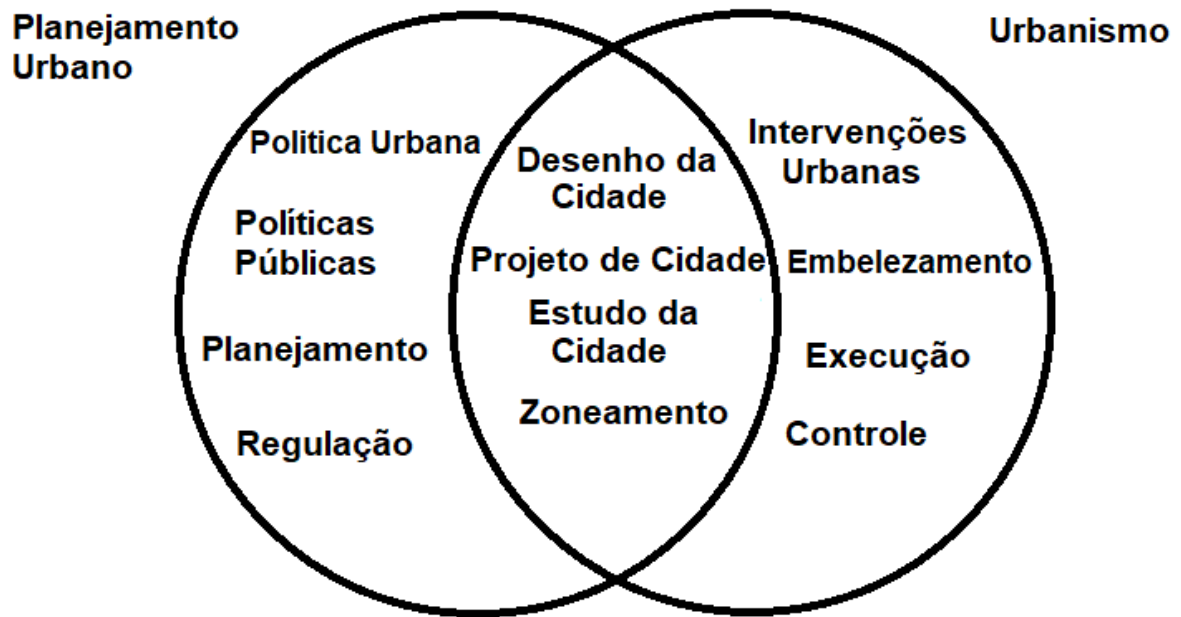 Planejamento
Urbano
Urbanismo
Politica Urbana
Políticas
Públicas
Planejamento
Regulação
Desenho da
Cidade
Projeto de Cidade
Estudo da
Cidade
Zoneamento
Intervenções
Urbanas
Embelezamento
Execução
Controle